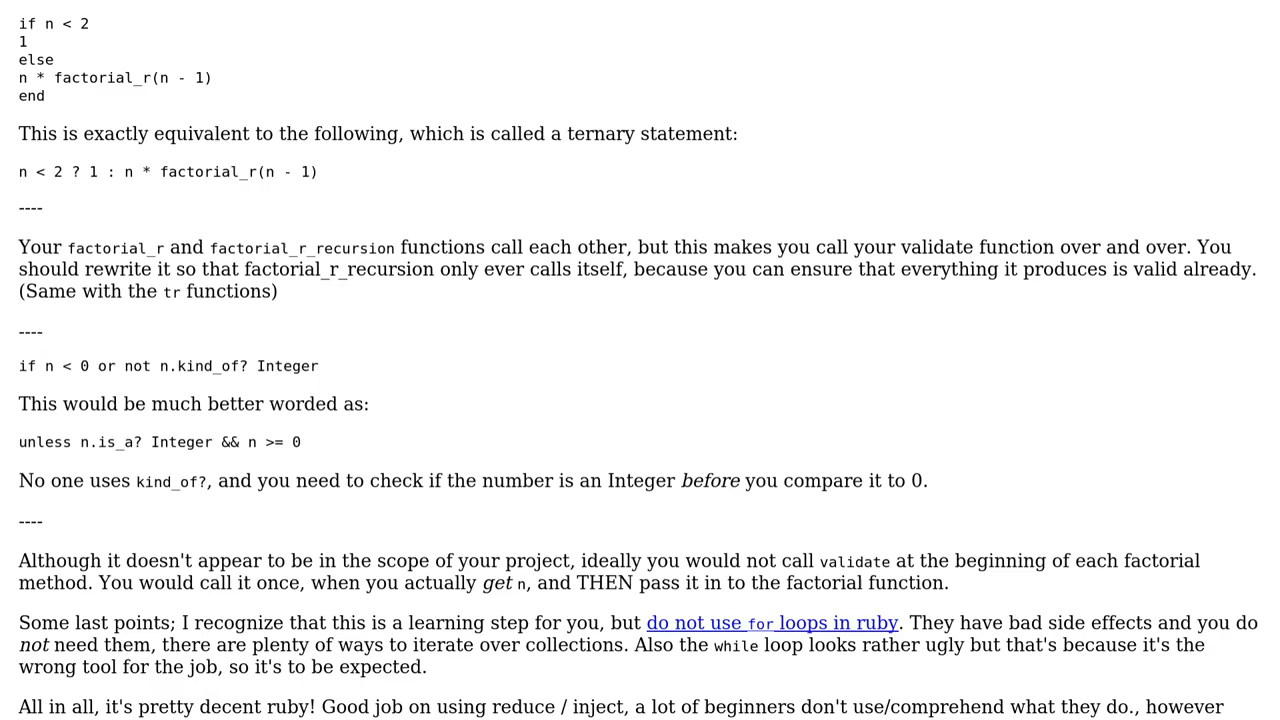 if n < 2
1
else
n * factorial_r(n - 1)
end
This is exactly equivalent to the following, which is called a ternary statement:
n < 2 ? 1 : n * factorial_r(n - 1)
----
Your factorial_r and factorial_r_recursion functions call each other, but this makes you call your validate function over and over. You
should rewrite it so that factorial_r_recursion only ever calls itself, because you can ensure that everything it produces is valid already.
(Same with the tr functions)
----
if n < 0 or not n.kind_of? Integer
This would be much better worded as:
unless n.is_a? Integer && n >= 0
No one uses kind_of?, and you need to check if the number is an Integer before you compare it to 0.
----
Although it doesn't appear to be in the scope of your project, ideally you would not call validate at the beginning of each factorial
method. You would call it once, when you actually get n, and THEN pass it in to the factorial function.
Some last points; I recognize that this is a learning step for you, but do not use for loops in ruby. They have bad side effects and you do
not need them, there are plenty of ways to iterate over collections. Also the while loop looks rather ugly but that's because it's the
wrong tool for the job, so it's to be expected.
All in all, it's pretty decent ruby! Good job on using reduce / inject, a lot of beginners don't use/comprehend what they do., however